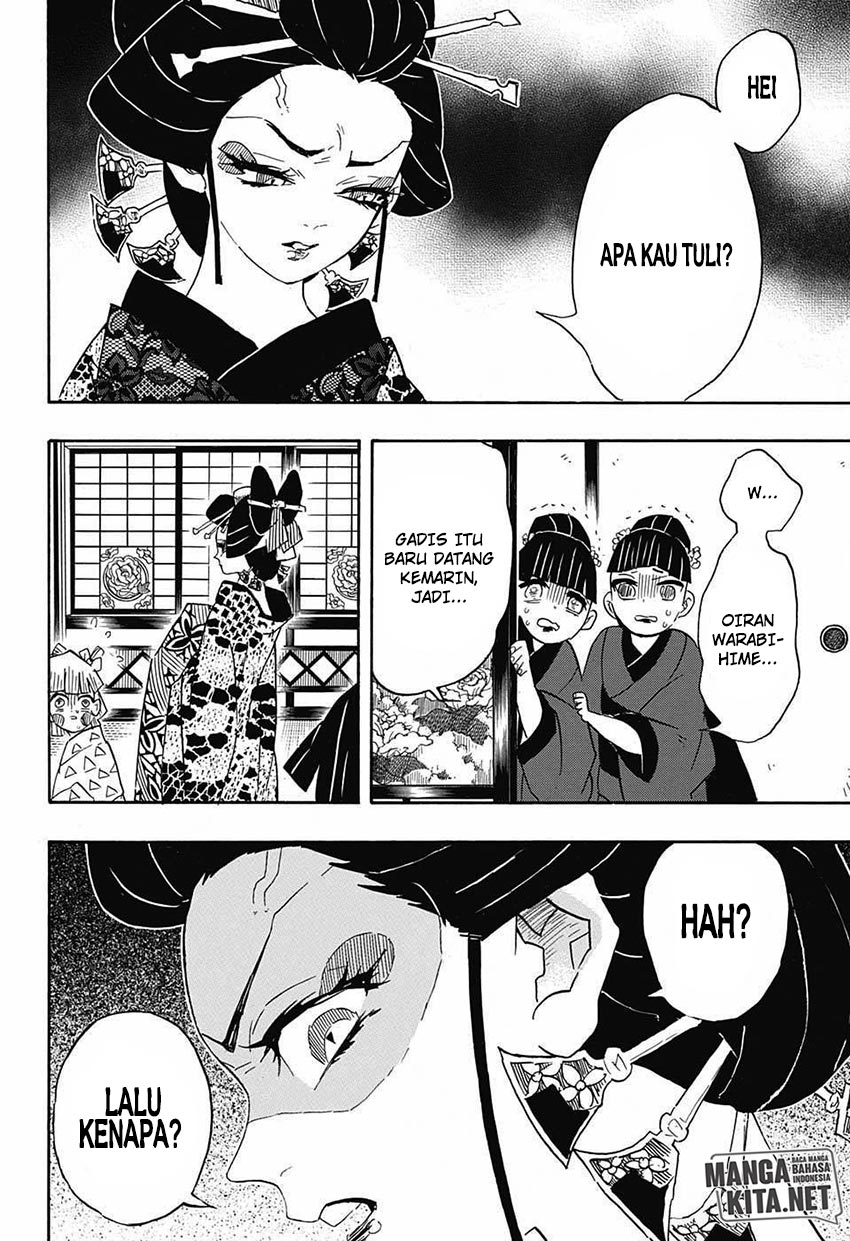 HEI
APA KAU TULI?
W...
OIRAN
WARABI-
HIME...
GADIS ITU
BARU DATANG
KEMARIN,
JADI...
HAH?
LALU
KENAPA?
MANGA
KITA.NET
BACA MANGA
BAHASA
INDONESIA